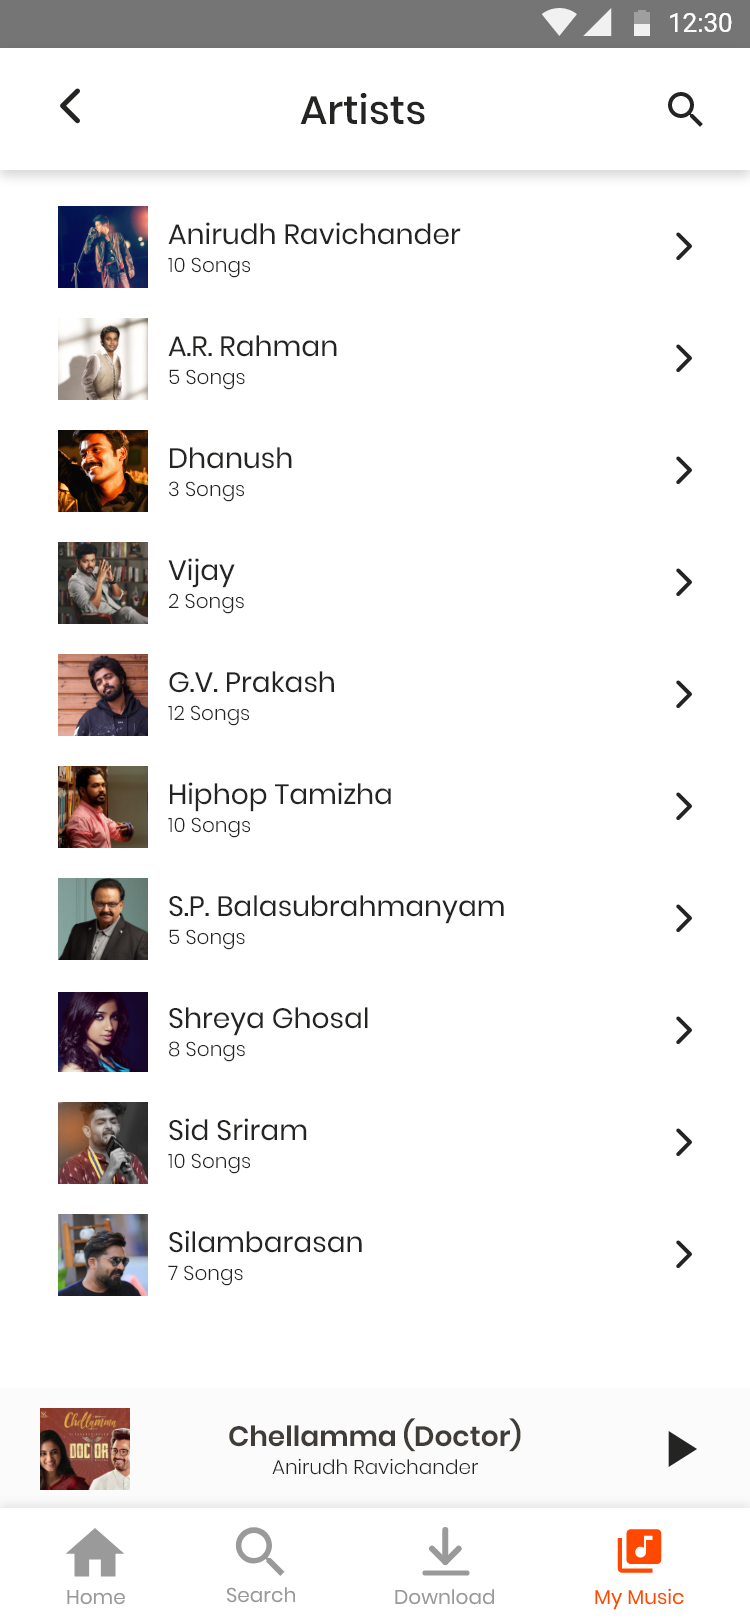 12:30
Artists
Anirudh Ravichander
10 Songs
A.R. Rahman
5 Songs
Dhanush
3 Songs
Vijay
2 Songs
G.V. Prakash
12 Songs
Hiphop Tamizha
10 Songs
S.P. Balasubrahmanyam
5 Songs
Shreya Ghosal
8 Songs
Sid Sriram
10 Songs
Silambarasan
7 Songs
Chellamma
DOCTOR
Chellamma (Doctor)
Anirudh Ravichander
Home
Search
Download
My Music